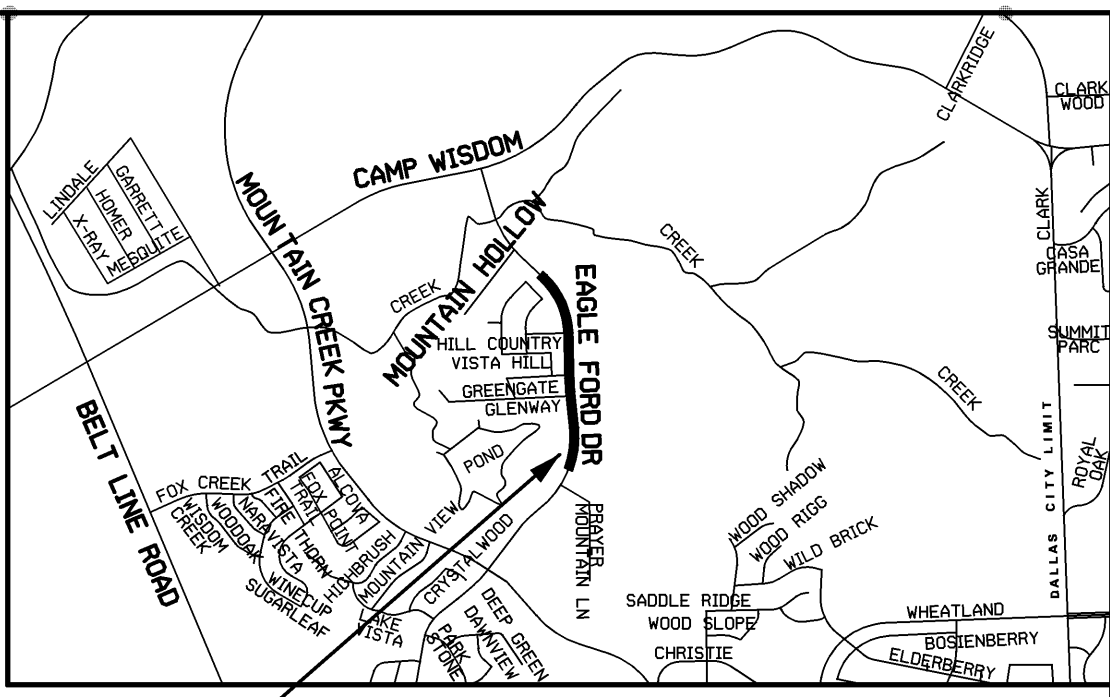 CLARKRIDGE
CLARK
WOOD
CAMP WISDOM
LINDALE
GARRETT
HOMER
X-RAY
MESQUITE
MOUNTAIN CREEK PKWY
MOUNTAIN HOLLOW
CREEK
CLARK
CASA
GRANDE
CREEK
EAGLE FORD DR
SUMMIT
PARC
HILL COUNTRY
VISTA HILL
GREENGATE
GLENWAY
CREEK
BELT LINE ROAD
DALLAS CITY LIMIT
ROYAL
OAK
POND
FOX CREEK TRAIL
ALCOVA
FOX POINT
TRAIL
FIRE THORN
WISDOM
CREEK
WOODOAK
NARAVISTA
WINECUP
SUGARLEAF
HIGHBRUSH
MOUNTAIN VIEW
CRYSTALWOOD
PRAYER
MOUNTAIN LN
WOOD SHADOW
WOOD RIGG
WILD BRICK
LAKE
VISTA
PARK
STONE
DEEP GREEN
DAWNVIEW
SADDLE RIDGE
WOOD SLOPE
CHRISTIE
WHEATLAND
BOSIENBERRY
ELDERBERRY